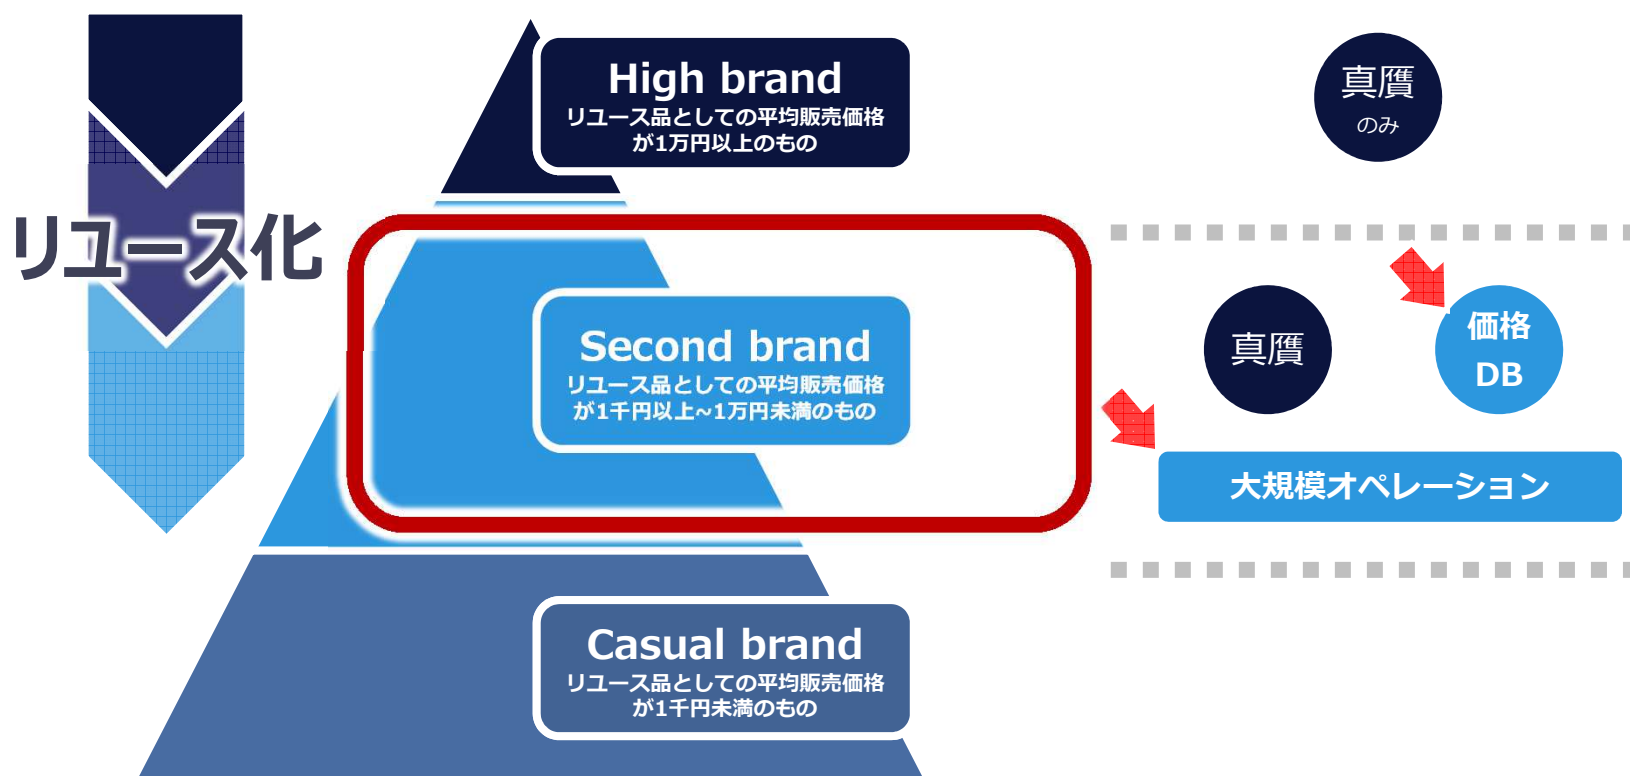 High brand
リユース品としての平均販売価格
が1万円以上のもの
真贋
のみ
リユース化
Second brand
リユース品としての平均販売価格
が1千円以上~1万円未満のもの
真贋
価格
DB
大規模オペレーション
Casual brand
リユース品としての平均販売価格
が1千円未満のもの